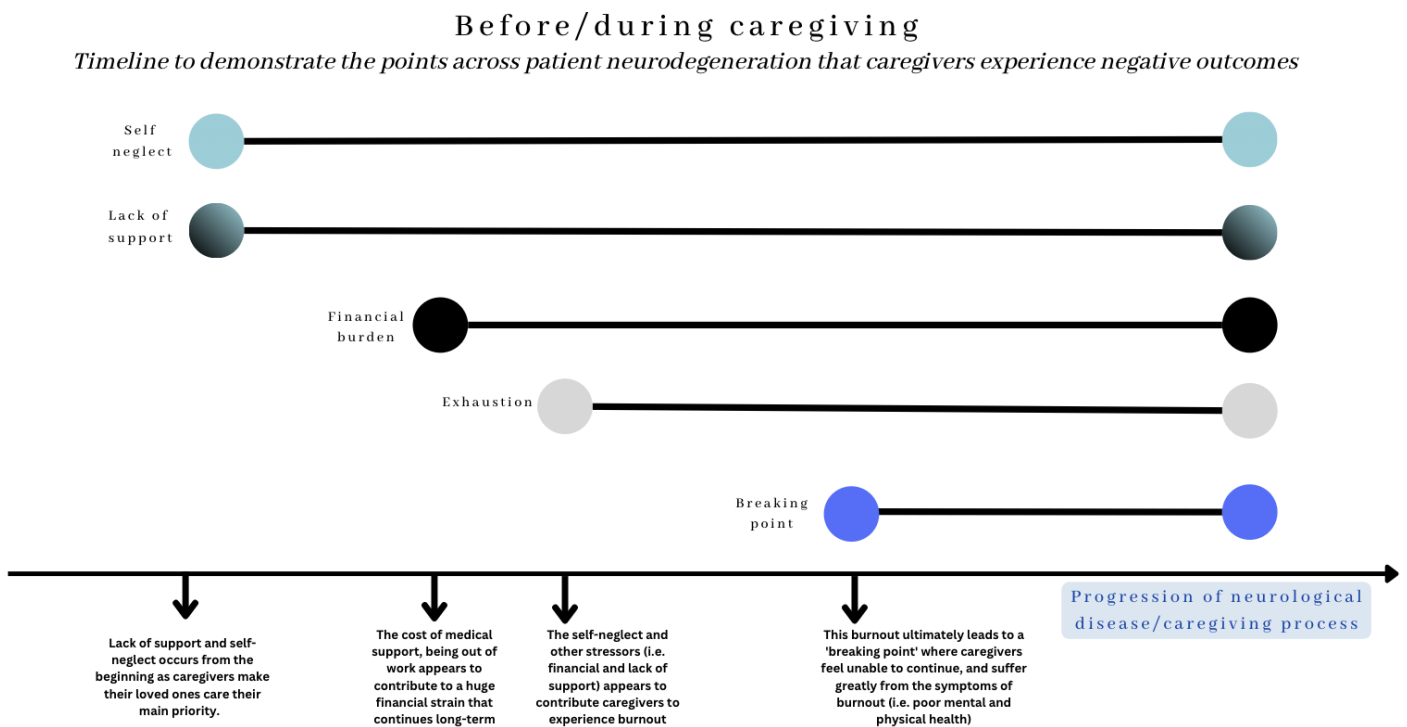 Before/during caregiving
Timeline to demonstrate the points across patient neurodegeneration that caregivers experience negative outcomes
Self
neglect
Lack of
support
Financial
burden
Exhaustion
Breaking
point
Progression of neurological
disease/caregiving process
Lack of support and self-
neglect occurs from the
beginning as caregivers make
their loved ones care their
main priority.
The cost of medical
support, being out of
work appears to
contribute to a huge
financial strain that
continues long-term
The self-neglect and
other stressors (i.e.
financial and lack of
support) appears to
contribute caregivers to
experience burnout
This burnout ultimately leads to a
'breaking point' where caregivers
feel unable to continue, and suffer
greatly from the symptoms of
burnout (i.e. poor mental and
physical health)